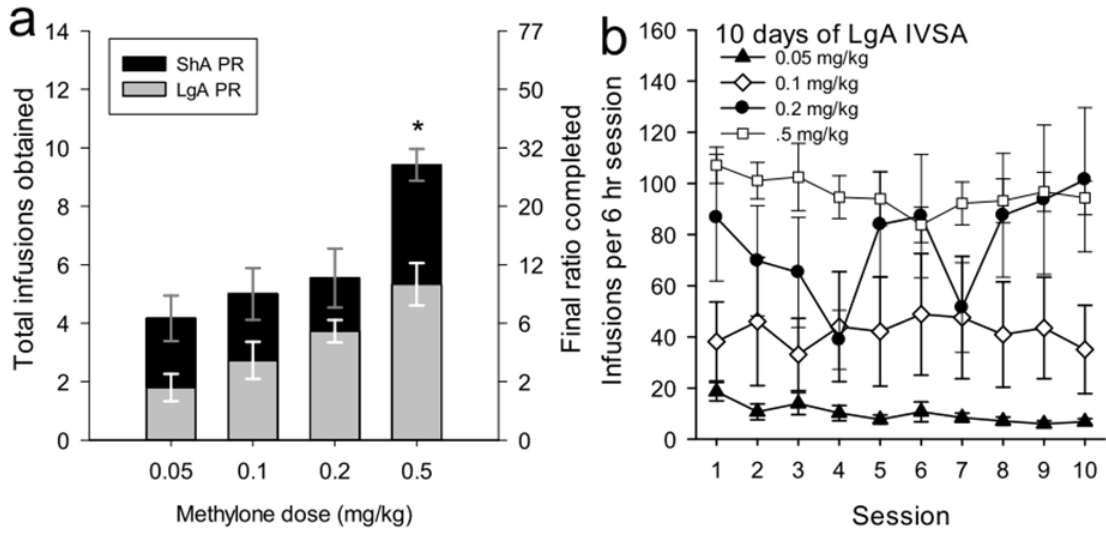 a
Total infusions obtained
14
12
10
8
6
4
2
0
ShA PR
LgA PR
*
77
50
32
20
12
6
2
0
Final ratio completed
0.05 0.1 0.2 0.5
Methylone dose (mg/kg)
b
Infusions per 6 hr session
160
140
120
100
80
60
40
20
0
10 days of LgA IVSA
0.05 mg/kg
0.1 mg/kg
0.2 mg/kg
.5 mg/kg
1 2 3 4 5 6 7 8 9 10
Session